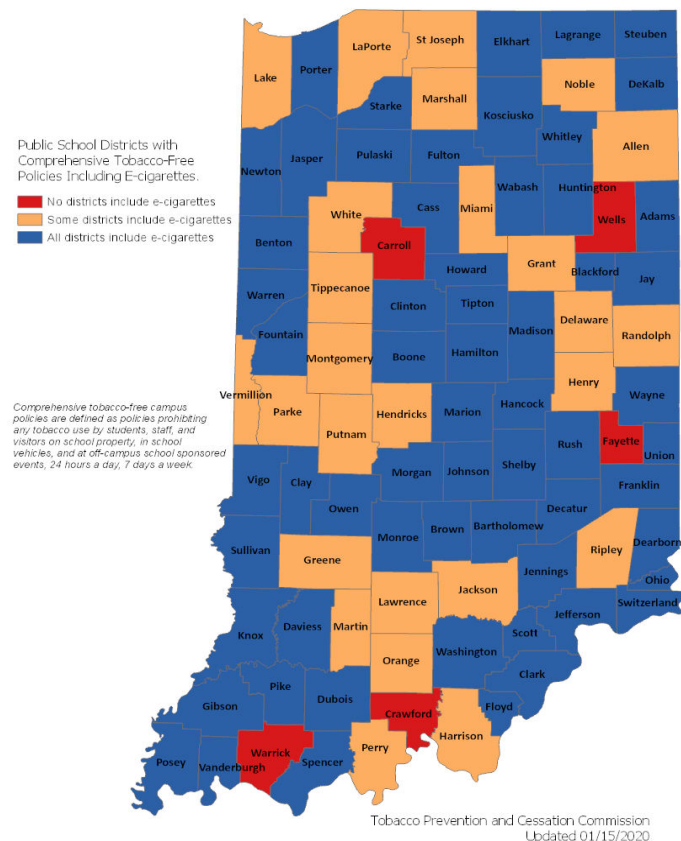 St Joseph
LaPorte
Elkhart
Lagrange
Steuben
Lake
Porter
Noble
DeKalb
Marshall
Starke
Kosciusko
Whitley
Allen
Public School Districts with
Comprehensive Tobacco-Free
Policies Including E-cigarettes.
No districts include e-cigarettes
Some districts include e-cigarettes
All districts include e-cigarettes
Newton
Jasper
Pulaski
Fulton
Wabash
Huntington
White
Cass
Miami
Wells
Adams
Benton
Carroll
Grant
Howard
Blackford
Jay
Tippecanoe
Warren
Clinton
Tipton
Madison
Delaware
Randolph
Fountain
Montgomery
Boone
Hamilton
Henry
Vermillion
Parke
Hendricks
Marion
Hancock
Wayne
Putnam
Rush
Fayette
Union
Comprehensive tobacco-free campus
policies are defined as policies prohibiting
any tobacco use by students, staff, and
visitors on school property, in school
vehicles, and at off-campus school sponsored
events, 24 hours a day, 7 days a week.
Vigo
Clay
Morgan
Johnson
Shelby
Franklin
Owen
Decatur
Monroe
Brown
Bartholomew
Dearborn
Sullivan
Greene
Ripley
Jennings
Ohio
Jackson
Lawrence
Switzerland
Jefferson
Knox
Daviess
Martin
Scott
Orange
Washington
Clark
Pike
Dubois
Gibson
Floyd
Crawford
Harrison
Warrick
Perry
Posey
Vanderburgh
Spencer
Tobacco Prevention and Cessation Commission
Updated 01/15/2020